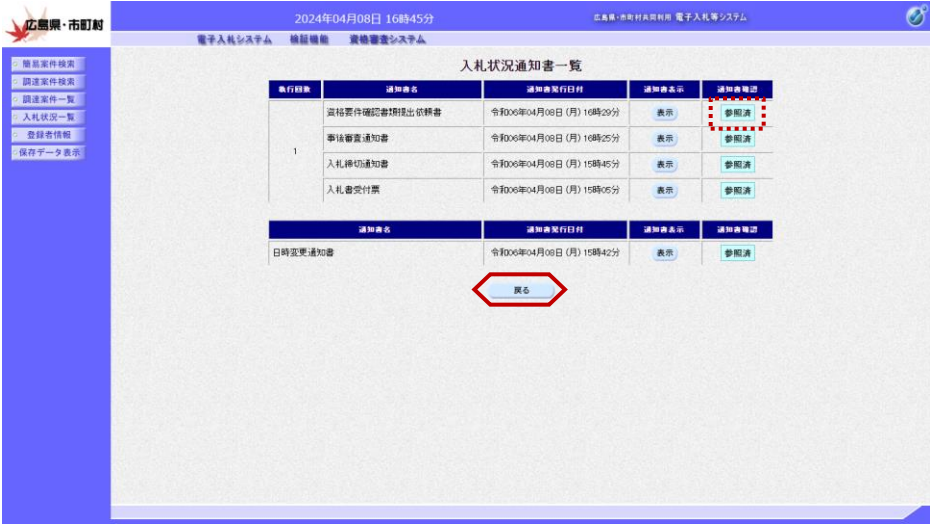 広島県・市町村
2024年04月08日 16時45分
広島県・市町村共同利用 電子入札等システム
電子入札システム 検証機能 資格審査システム
簡易案件検索
調達案件検索
調達案件一覧
入札状況一覧
登録者情報
保存データ表示
入札状況通知書一覧
執行回数 通知書名 通知書発行日付 通知書表示 通知書確認
資格要件確認書類提出依頼書 令和06年04月08日(月)16時29分 表示 参照済
事後審査通知書 令和06年04月08日(月)16時25分 表示 参照済
1
入札締切通知書 令和06年04月08日(月)15時45分 表示 参照済
入札書受付票 令和06年04月08日(月)15時05分 表示 参照済
通知書名 通知書発行日付 通知書表示 通知書確認
日時変更通知書 令和06年04月08日(月)15時42分 表示 参照済
戻る